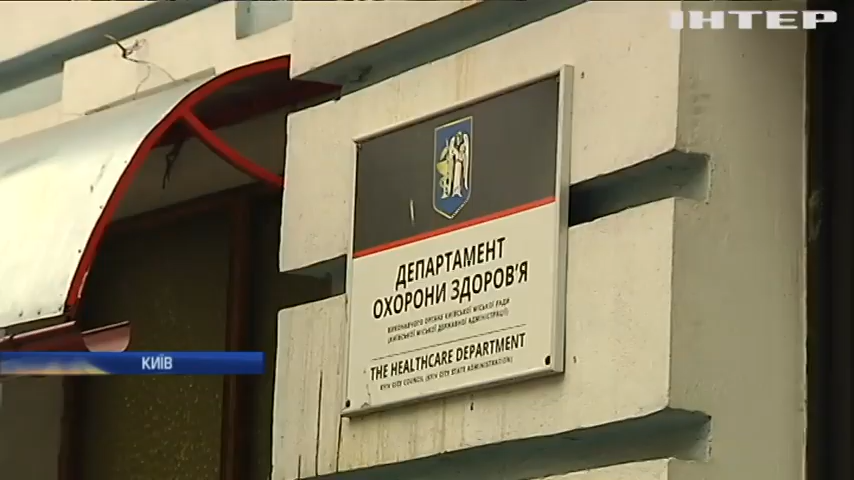 ІНТЕР
ДЕПАРТАМЕНТ
ОХОРОНИ ЗДОРОВ'Я
ВИКОНАВЧОГО ОРГАНА КИЇВСЬКОЇ МІСЬКОЇ РАДИ
(КИЇВСЬКОЇ МІСЬКОЇ ДЕРЖАВНОЇ АДМІНІСТРАЦІЇ)
THE HEALTHCARE DEPARTMENT
KYIV CITY COUNCIL (KYIV CITY STATE ADMINISTRATION)
КИЇВ